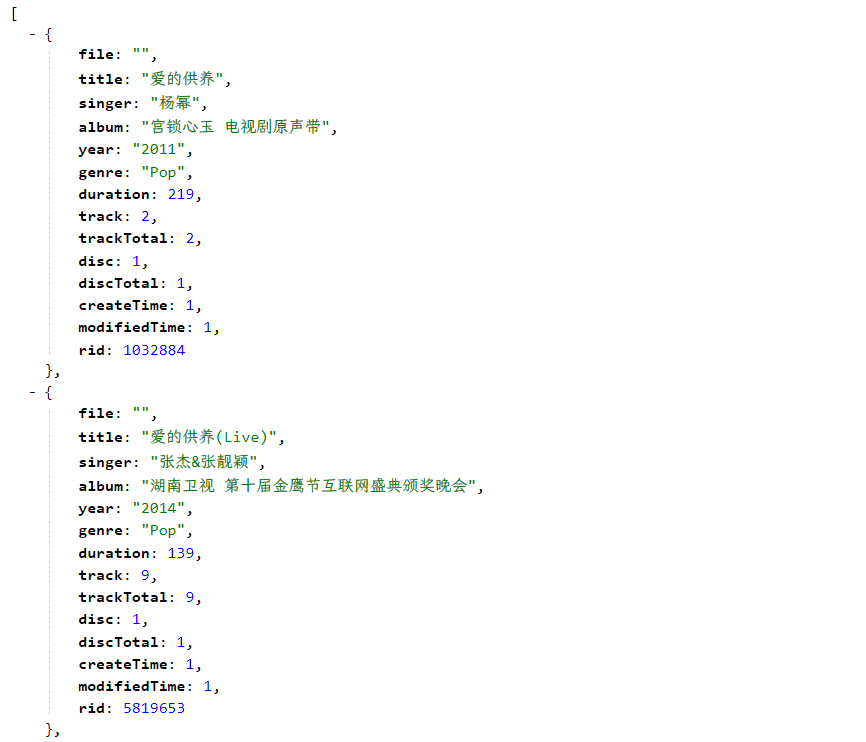 [
- {
file: "",
title: "爱的供养",
singer: "杨幂",
album: "宫锁心玉 电视剧原声带",
year: "2011",
genre: "Pop",
duration: 219,
track: 2,
trackTotal: 2,
disc: 1,
discTotal: 1,
createTime: 1,
modifiedTime: 1,
rid: 1032884
},
- {
file: "",
title: "爱的供养(Live)",
singer: "张杰&张靓颖",
album: "湖南卫视 第十届金鹰节互联网盛典颁奖晚会",
year: "2014",
genre: "Pop",
duration: 139,
track: 9,
trackTotal: 9,
disc: 1,
discTotal: 1,
createTime: 1,
modifiedTime: 1,
rid: 5819653
},